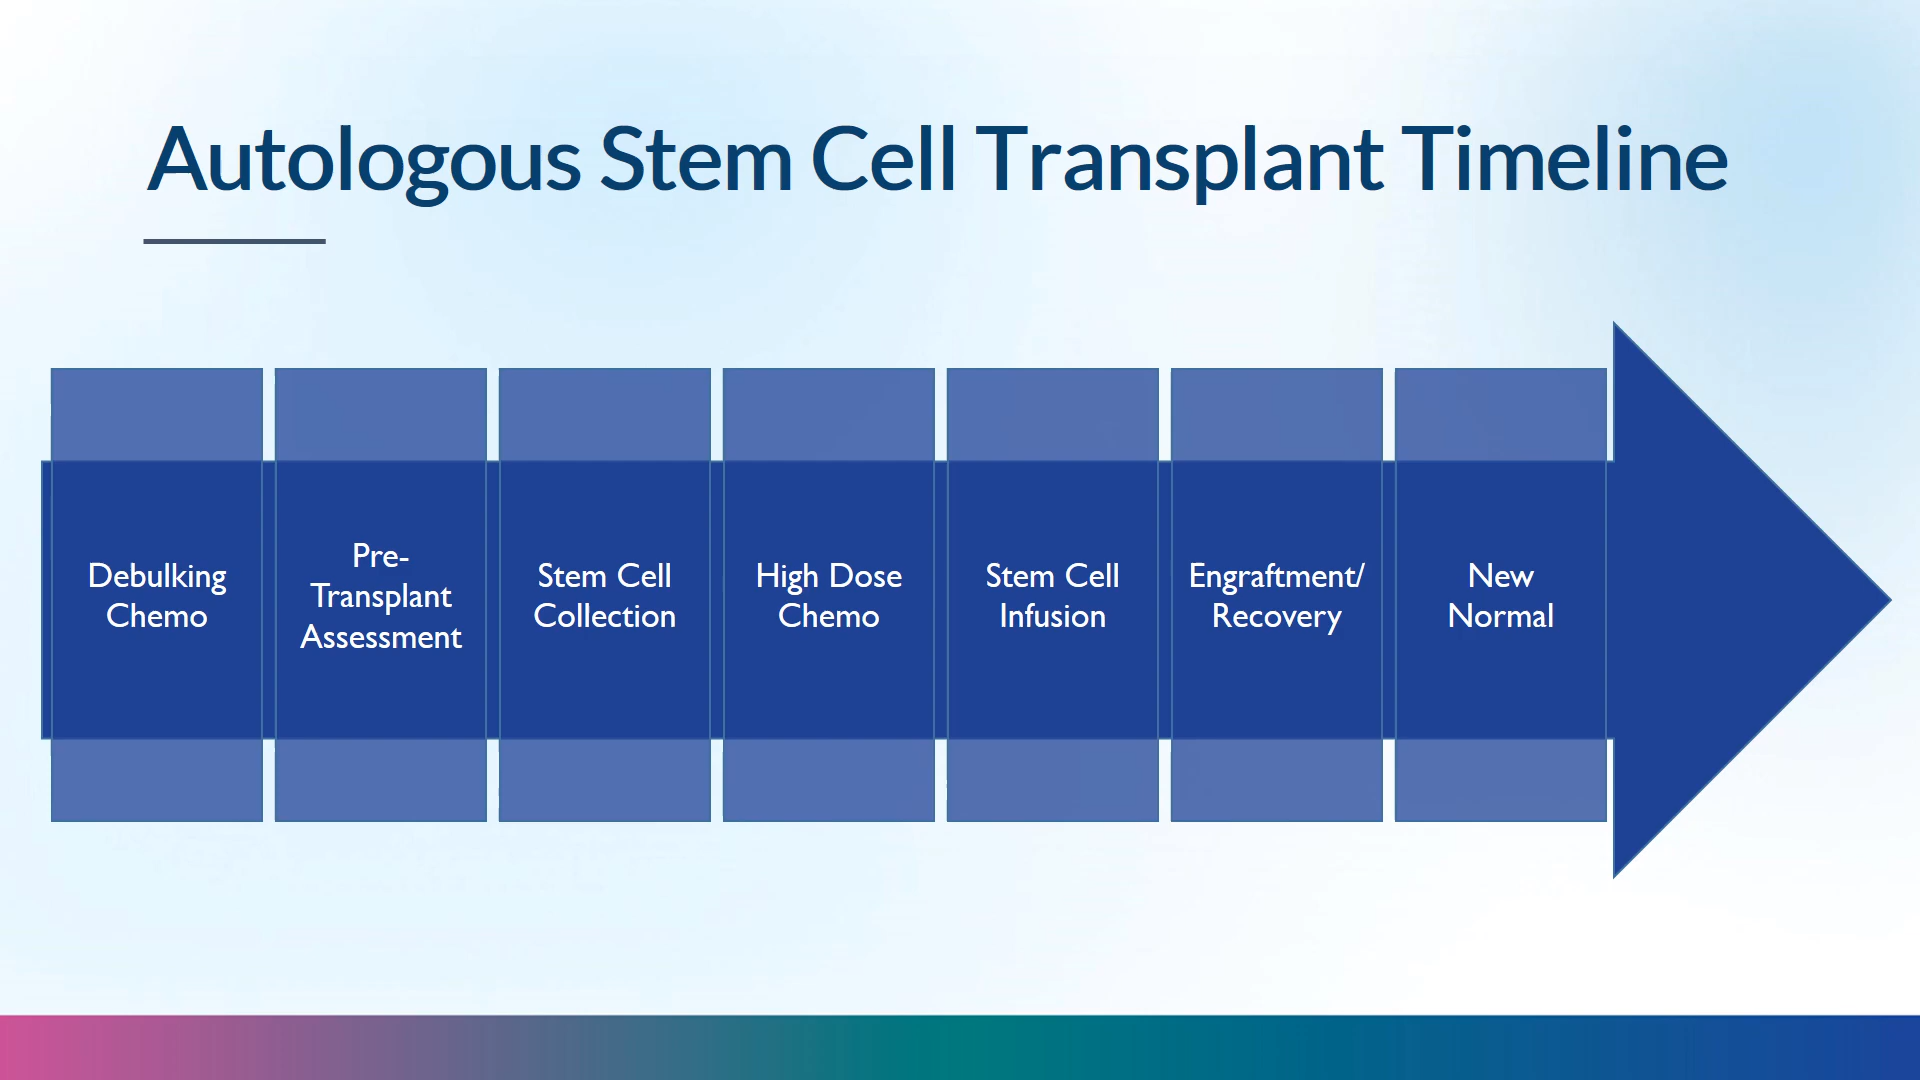 Autologous Stem Cell Transplant Timeline
Debulking
Chemo
Pre-
Transplant
Assessment
Stem Cell
Collection
High Dose
Chemo
Stem Cell
Infusion
Engraftment/
Recovery
New
Normal